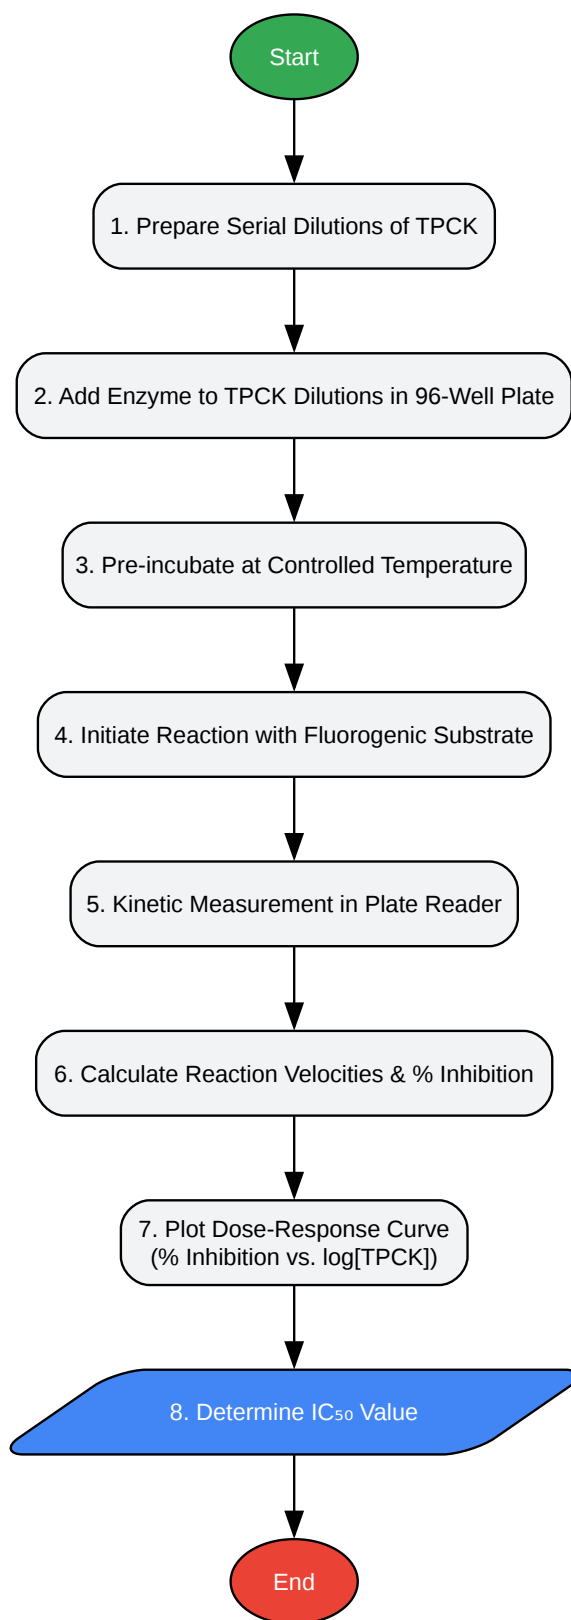 Start
1. Prepare Serial Dilutions of TPCK
2. Add Enzyme to TPCK Dilutions in 96-Well Plate
3. Pre-incubate at Controlled Temperature
4. Initiate Reaction with Fluorogenic Substrate
5. Kinetic Measurement in Plate Reader
6. Calculate Reaction Velocities & % Inhibition
7. Plot Dose-Response Curve
(% Inhibition vs. log[TPCK])
8. Determine IC₅₀ Value
End